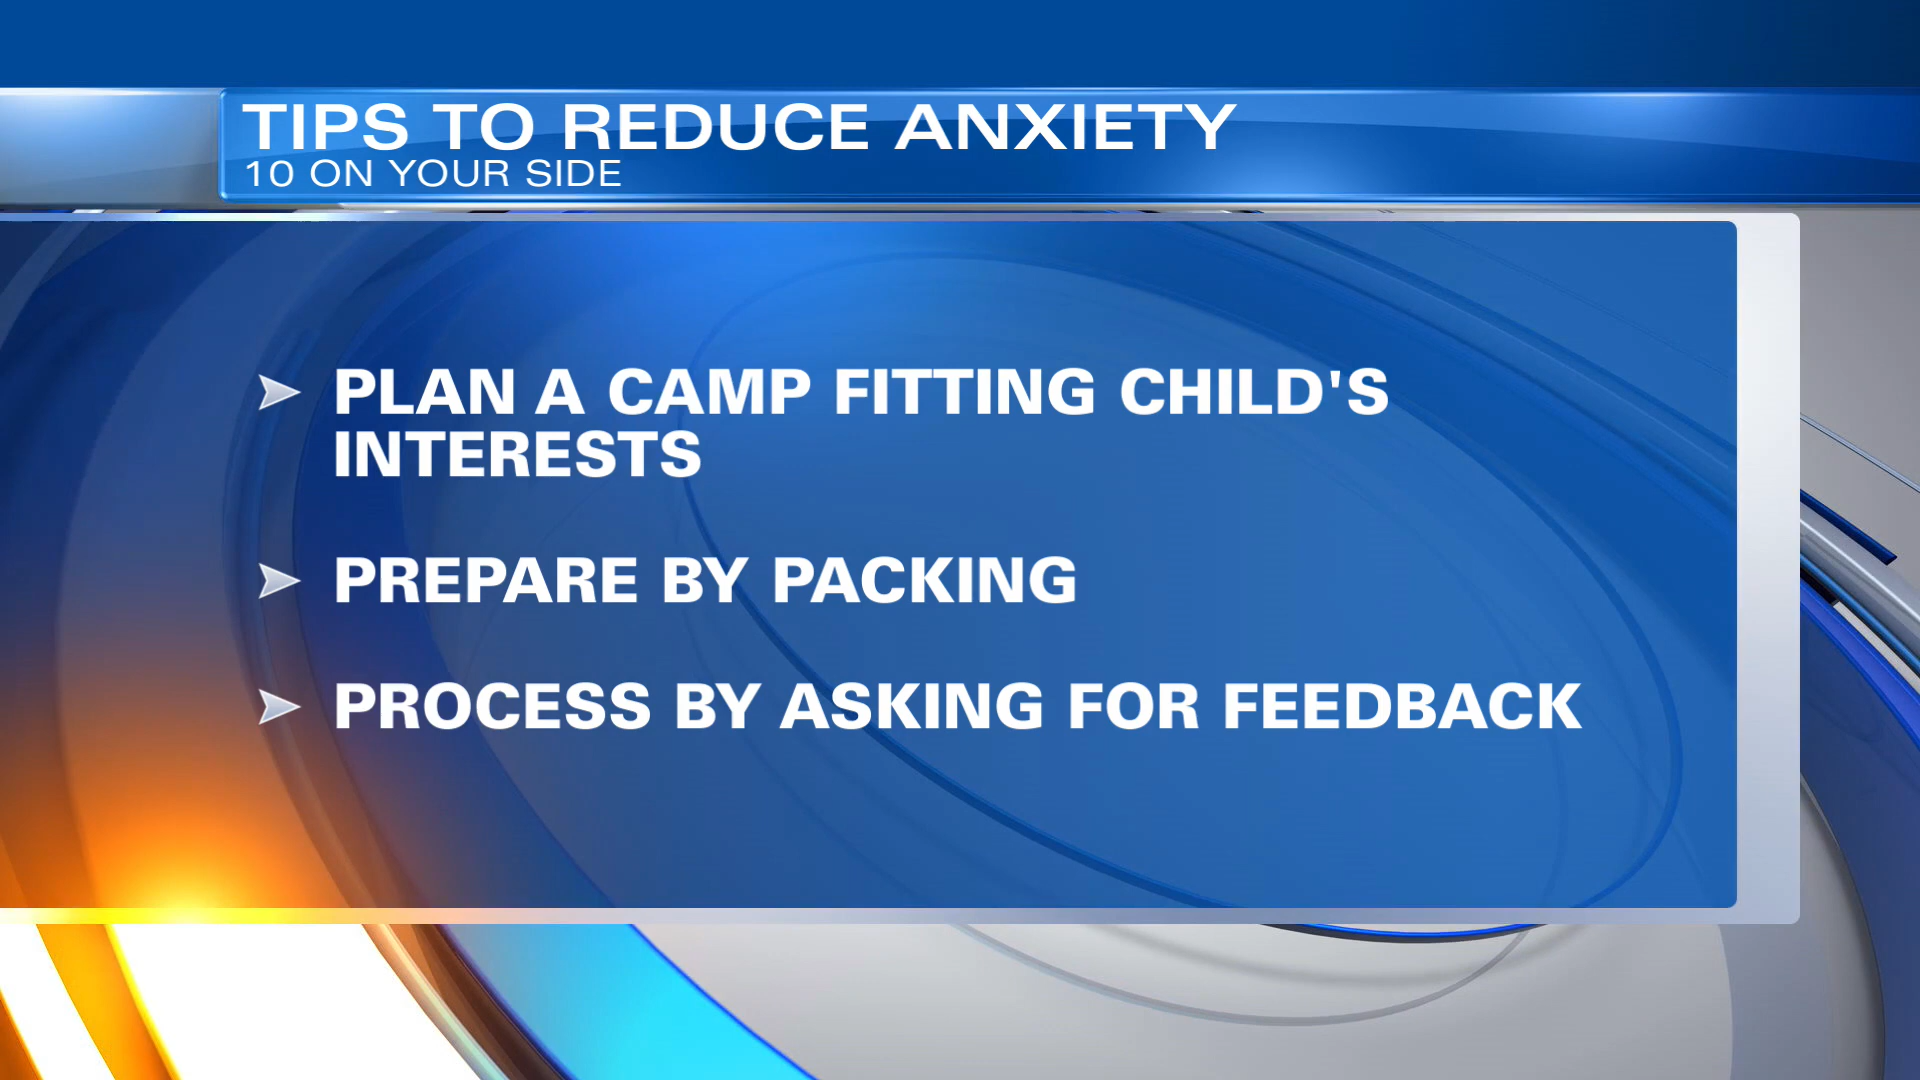 TIPS TO REDUCE ANXIETY
10 ON YOUR SIDE
PLAN A CAMP FITTING CHILD'S
INTERESTS
PREPARE BY PACKING
PROCESS BY ASKING FOR FEEDBACK